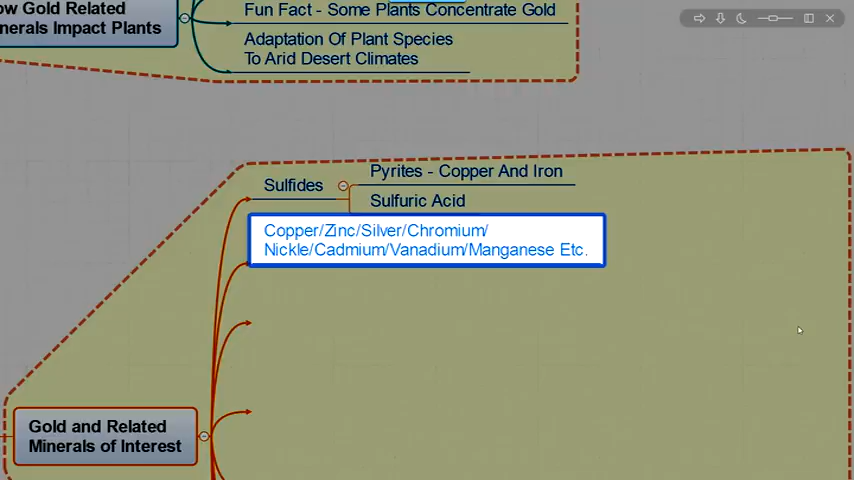 ow Gold Related
nerals Impact Plants
Fun Fact - Some Plants Concentrate Gold
Adaptation Of Plant Species
To Arid Desert Climates
Sulfides
Pyrites - Copper And Iron
Sulfuric Acid
Copper/Zinc/Silver/Chromium/
Nickle/Cadmium/Vanadium/Manganese Etc.
Gold and Related
Minerals of Interest